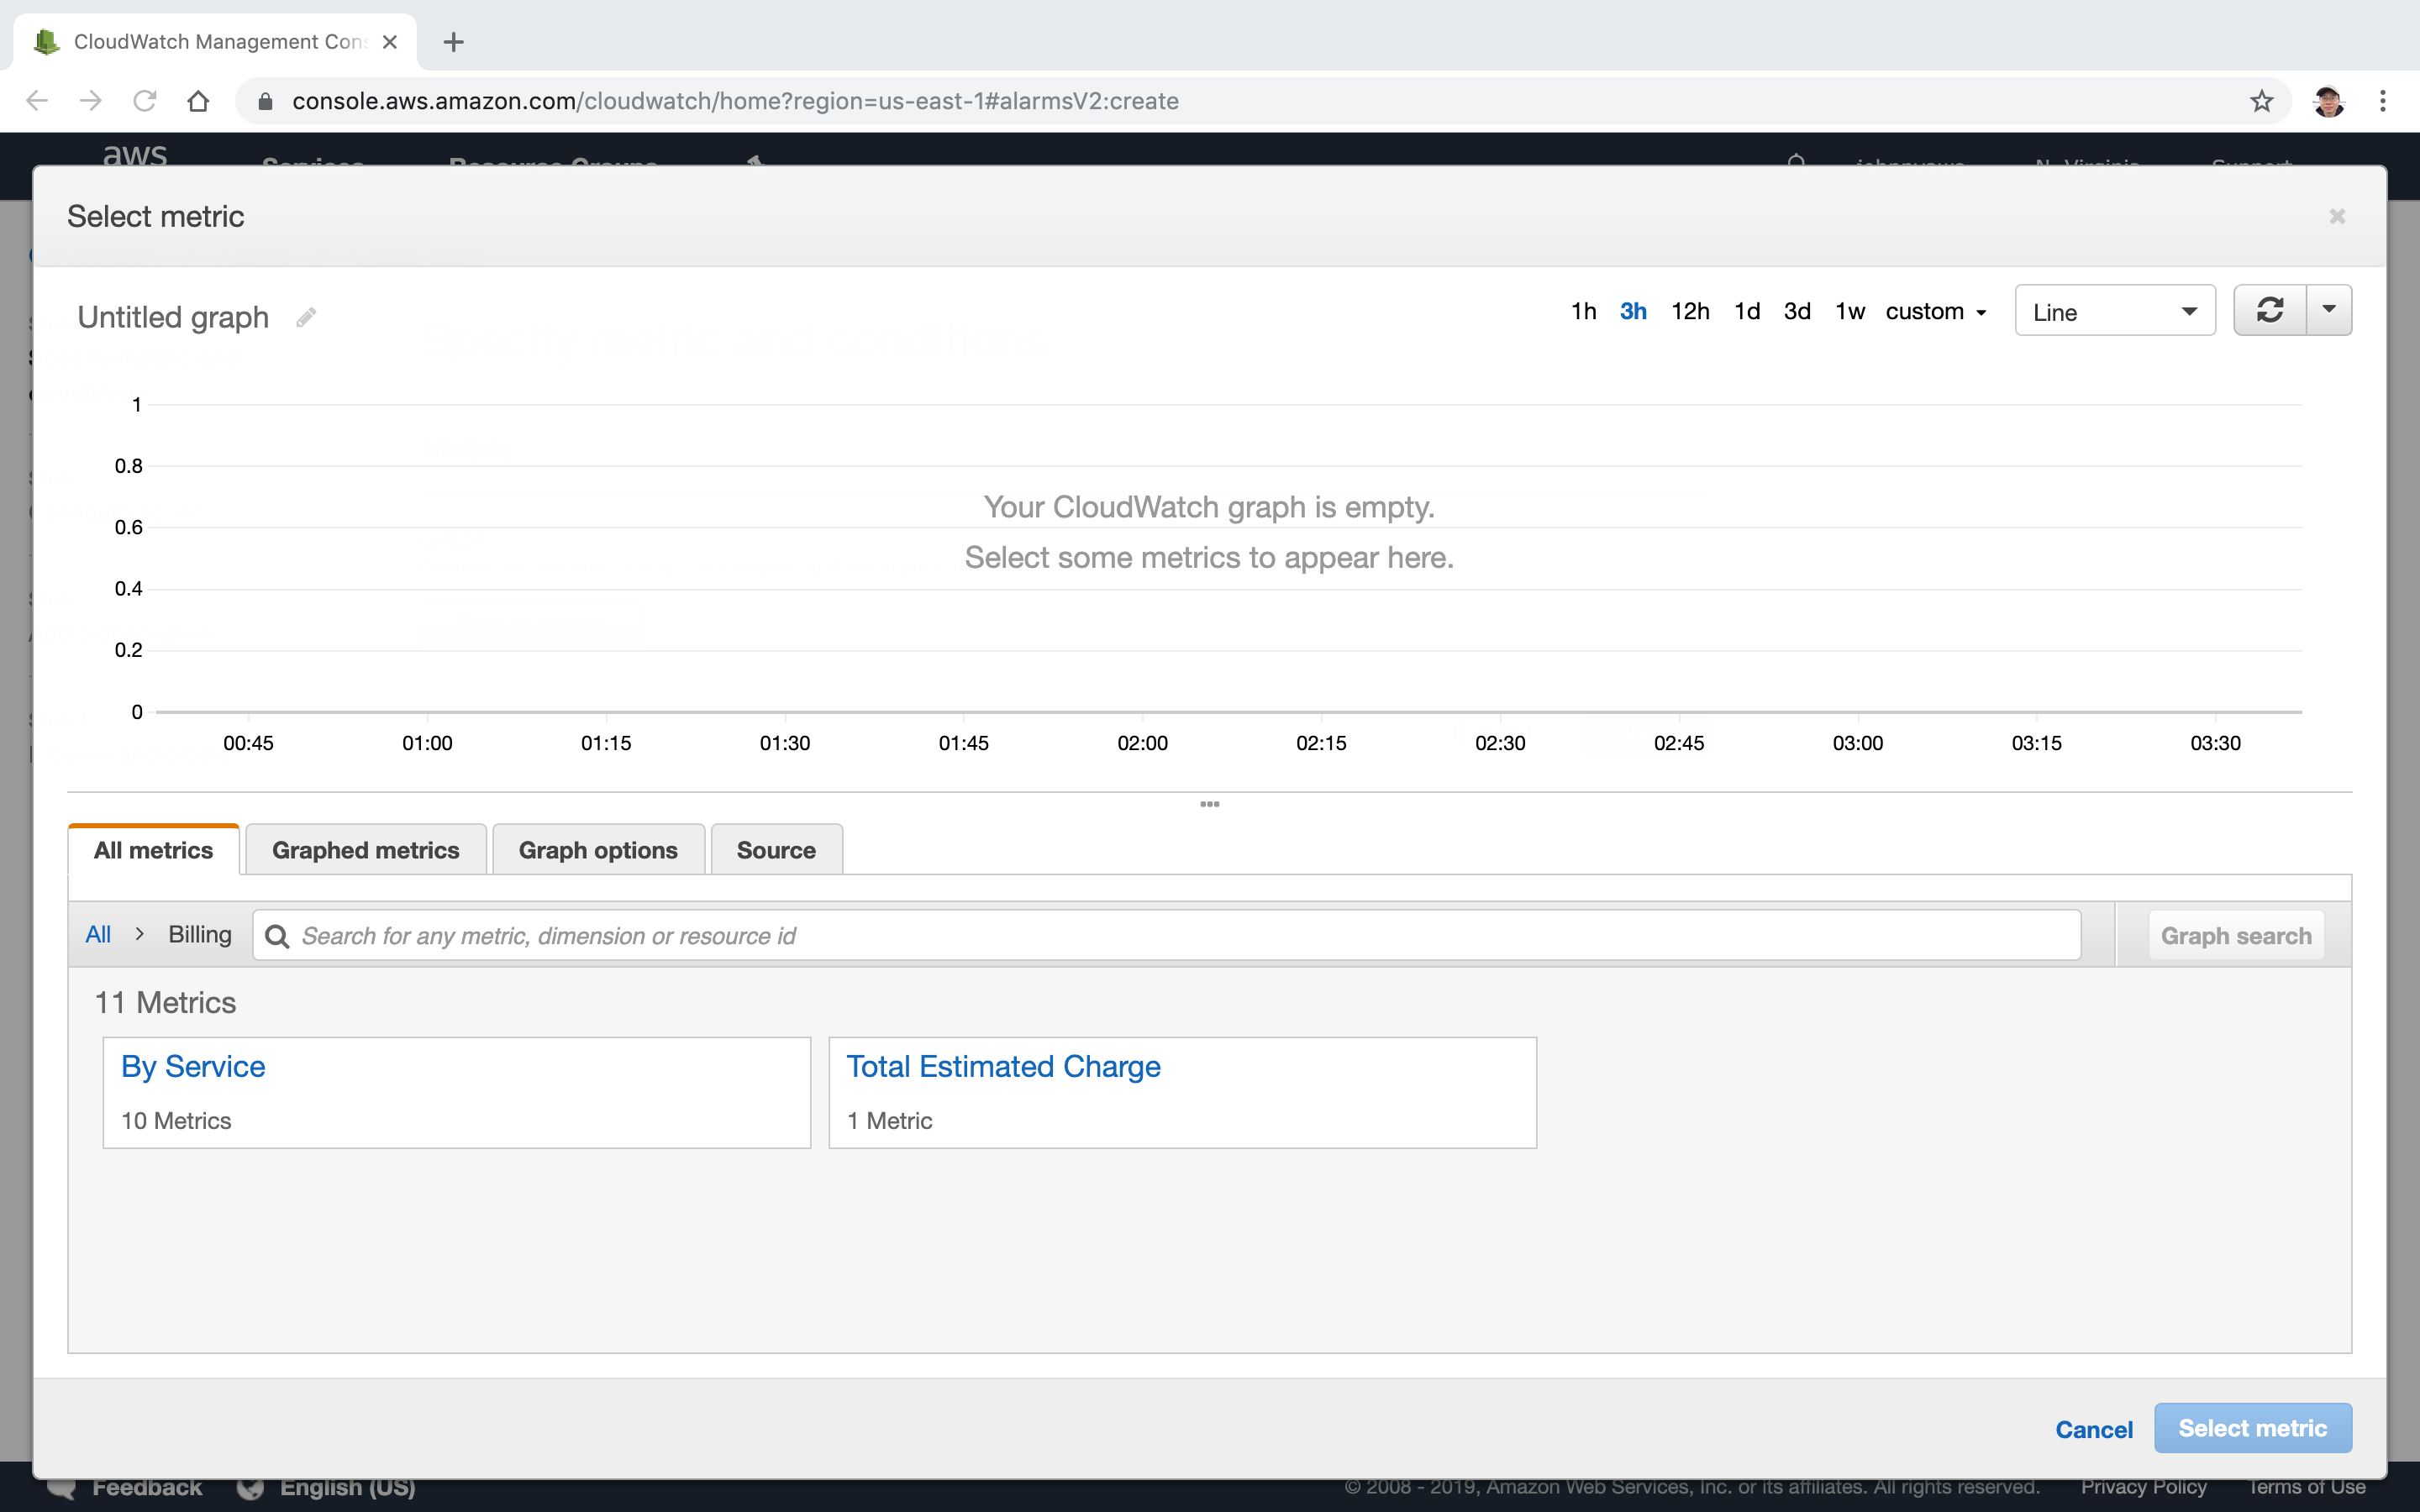 CloudWatch Management Con
console.aws.amazon.com/cloudwatch/home?region=us-east-1#alarmsV2:create
aws Services Resource Groups N. Virginia Support
Select metric
Untitled graph
1h 3h 12h 1d 3d 1w custom Line
1
0.8
Your CloudWatch graph is empty.
0.6
Select some metrics to appear here.
0.4
0.2
0
00:45 01:00 01:15 01:30 01:45 02:00 02:15 02:30 02:45 03:00 03:15 03:30
All metrics Graphed metrics Graph options Source
All > Billing Search for any metric, dimension or resource id Graph search
11 Metrics
By Service Total Estimated Charge
10 Metrics 1 Metric
Cancel Select metric
Feedback English (US) © 2008 - 2019, Amazon Web Services, Inc. or its affiliates. All rights reserved. Privacy Policy Terms of Use